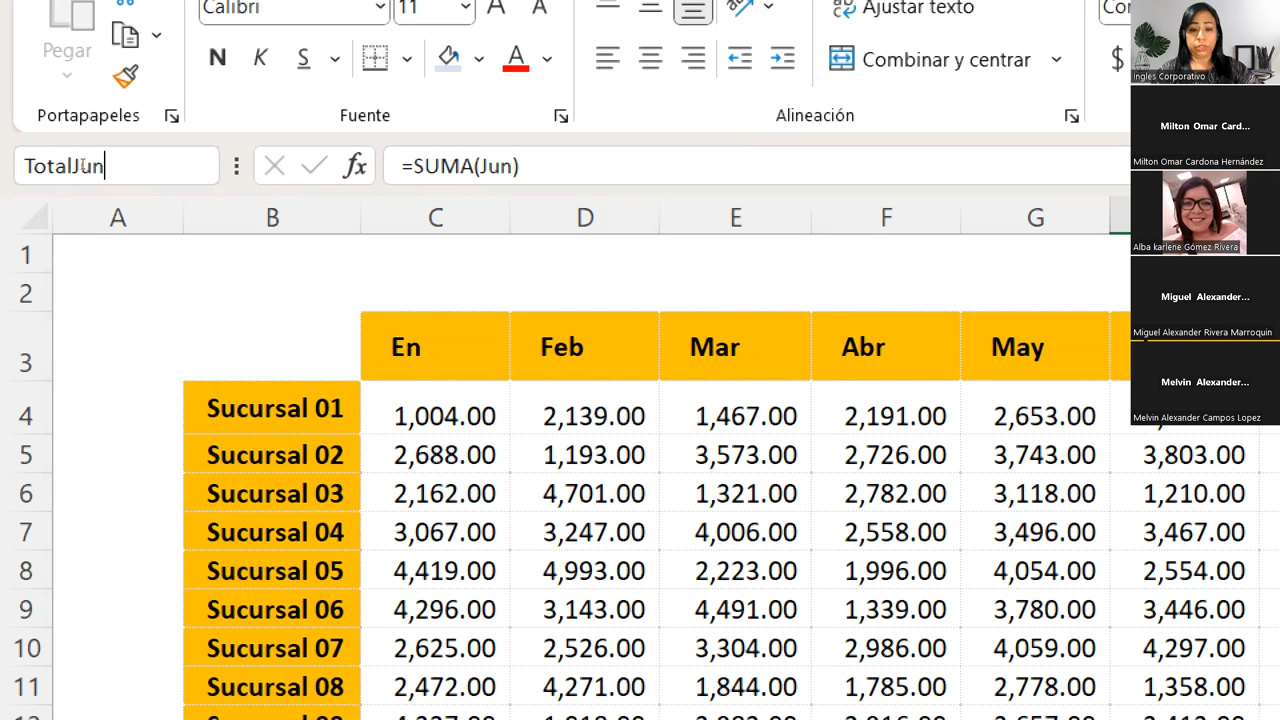 Calibri 11 Ajustar texto
Pegar N K S A Combinar y centrar $
Portapapeles Fuente Alineación
TotalJun fx =SUMA(Jun)
A B C D E F G
1
2
3 En Feb Mar Abr May
4 Sucursal 01 1,004.00 2,139.00 1,467.00 2,191.00 2,653.00
5 Sucursal 02 2,688.00 1,193.00 3,573.00 2,726.00 3,743.00 3,803.00
6 Sucursal 03 2,162.00 4,701.00 1,321.00 2,782.00 3,118.00 1,210.00
7 Sucursal 04 3,067.00 3,247.00 4,006.00 2,558.00 3,496.00 3,467.00
8 Sucursal 05 4,419.00 4,993.00 2,223.00 1,996.00 4,054.00 2,554.00
9 Sucursal 06 4,296.00 3,143.00 4,491.00 1,339.00 3,780.00 3,446.00
10 Sucursal 07 2,625.00 2,526.00 3,304.00 2,986.00 4,059.00 4,297.00
11 Sucursal 08 2,472.00 4,271.00 1,844.00 1,785.00 2,778.00 1,358.00
Ingles Corporativo
Milton Omar Card...
Milton Omar Cardona Hernández
Alba karlene Gómez Rivera
Miguel Alexander...
Miguel Alexander Rivera Marroquin
Melvin Alexander...
Melvin Alexander Campos Lopez